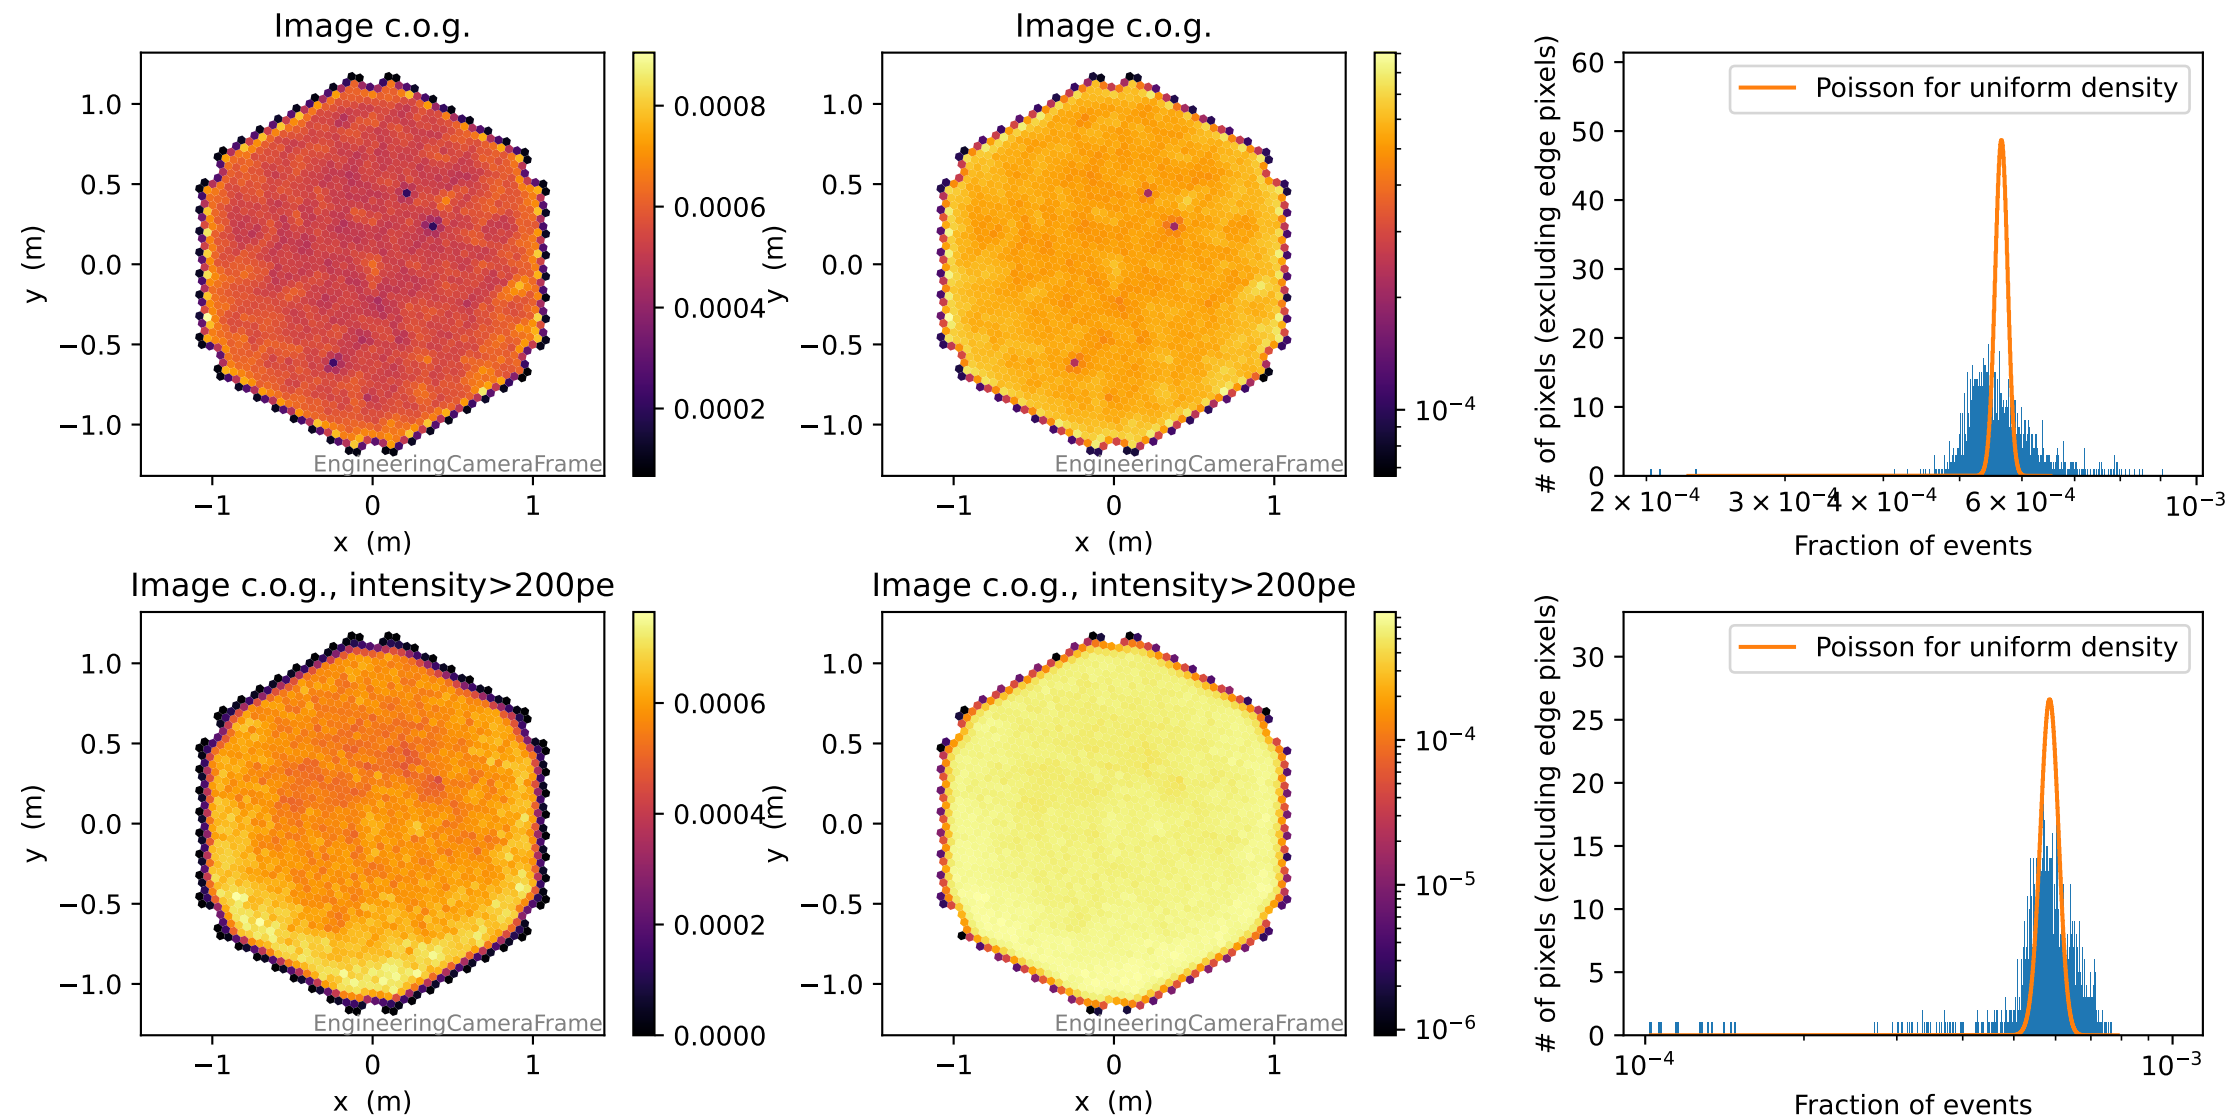 Image c.o.g.
1.0
0.5
0.0
−0.5
−1.0
y (m)
EngineeringCameraFrame
−1
0
1
x (m)
0.0008
0.0006
0.0004
0.0002
Image c.o.g.
1.0
0.5
0.0
−0.5
−1.0
y (m)
EngineeringCameraFrame
−1
0
1
x (m)
10⁻⁴
# of pixels (excluding edge pixels)
60
50
40
30
20
10
0
Poisson for uniform density
2 × 10⁻⁴
3 × 10⁻⁴
4 × 10⁻⁴
6 × 10⁻⁴
10⁻³
Fraction of events
Image c.o.g., intensity>200pe
1.0
0.5
0.0
−0.5
−1.0
y (m)
EngineeringCameraFrame
−1
0
1
x (m)
0.0006
0.0004
0.0002
0.0000
Image c.o.g., intensity>200pe
1.0
0.5
0.0
−0.5
−1.0
y (m)
EngineeringCameraFrame
−1
0
1
x (m)
10⁻⁴
10⁻⁵
10⁻⁶
# of pixels (excluding edge pixels)
30
25
20
15
10
5
0
Poisson for uniform density
10⁻⁴
10⁻³
Fraction of events